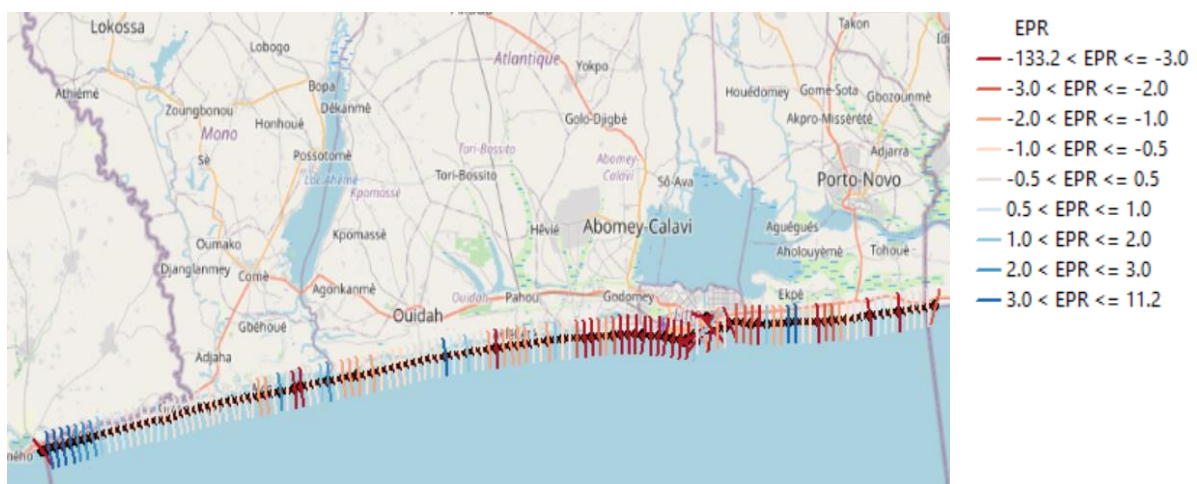 Lokossa
Takon
Lobogo
Atlantique
Yokpo
Athiémè
Bopa
Houédomey
Gome-Sota
Gbozounmè
Zoungbonou
Dékanmè
Mono
Honhoué
Golo-Djigbé
Akpro-Missérété
Sè
Possotomè
Tori-Bossito
Abomey-
Calavi
Adjarra
Lac Ahémé
Kpomassè
Tori-Bossito
Sô-Ava
Porto-Novo
Oumako
Kpomassè
Hêvié
Abomey-Calavi
Aguégués
Djanglanmey
Comè
Aholouyèmè
Tohouè
Agonkanmè
Ouidah
Pahou
Godomey
Ekpè
Gbéhoué
Ouidah
Adjaha
EPR
-133.2 < EPR <= -3.0
-3.0 < EPR <= -2.0
-2.0 < EPR <= -1.0
-1.0 < EPR <= -0.5
-0.5 < EPR <= 0.5
0.5 < EPR <= 1.0
1.0 < EPR <= 2.0
2.0 < EPR <= 3.0
3.0 < EPR <= 11.2